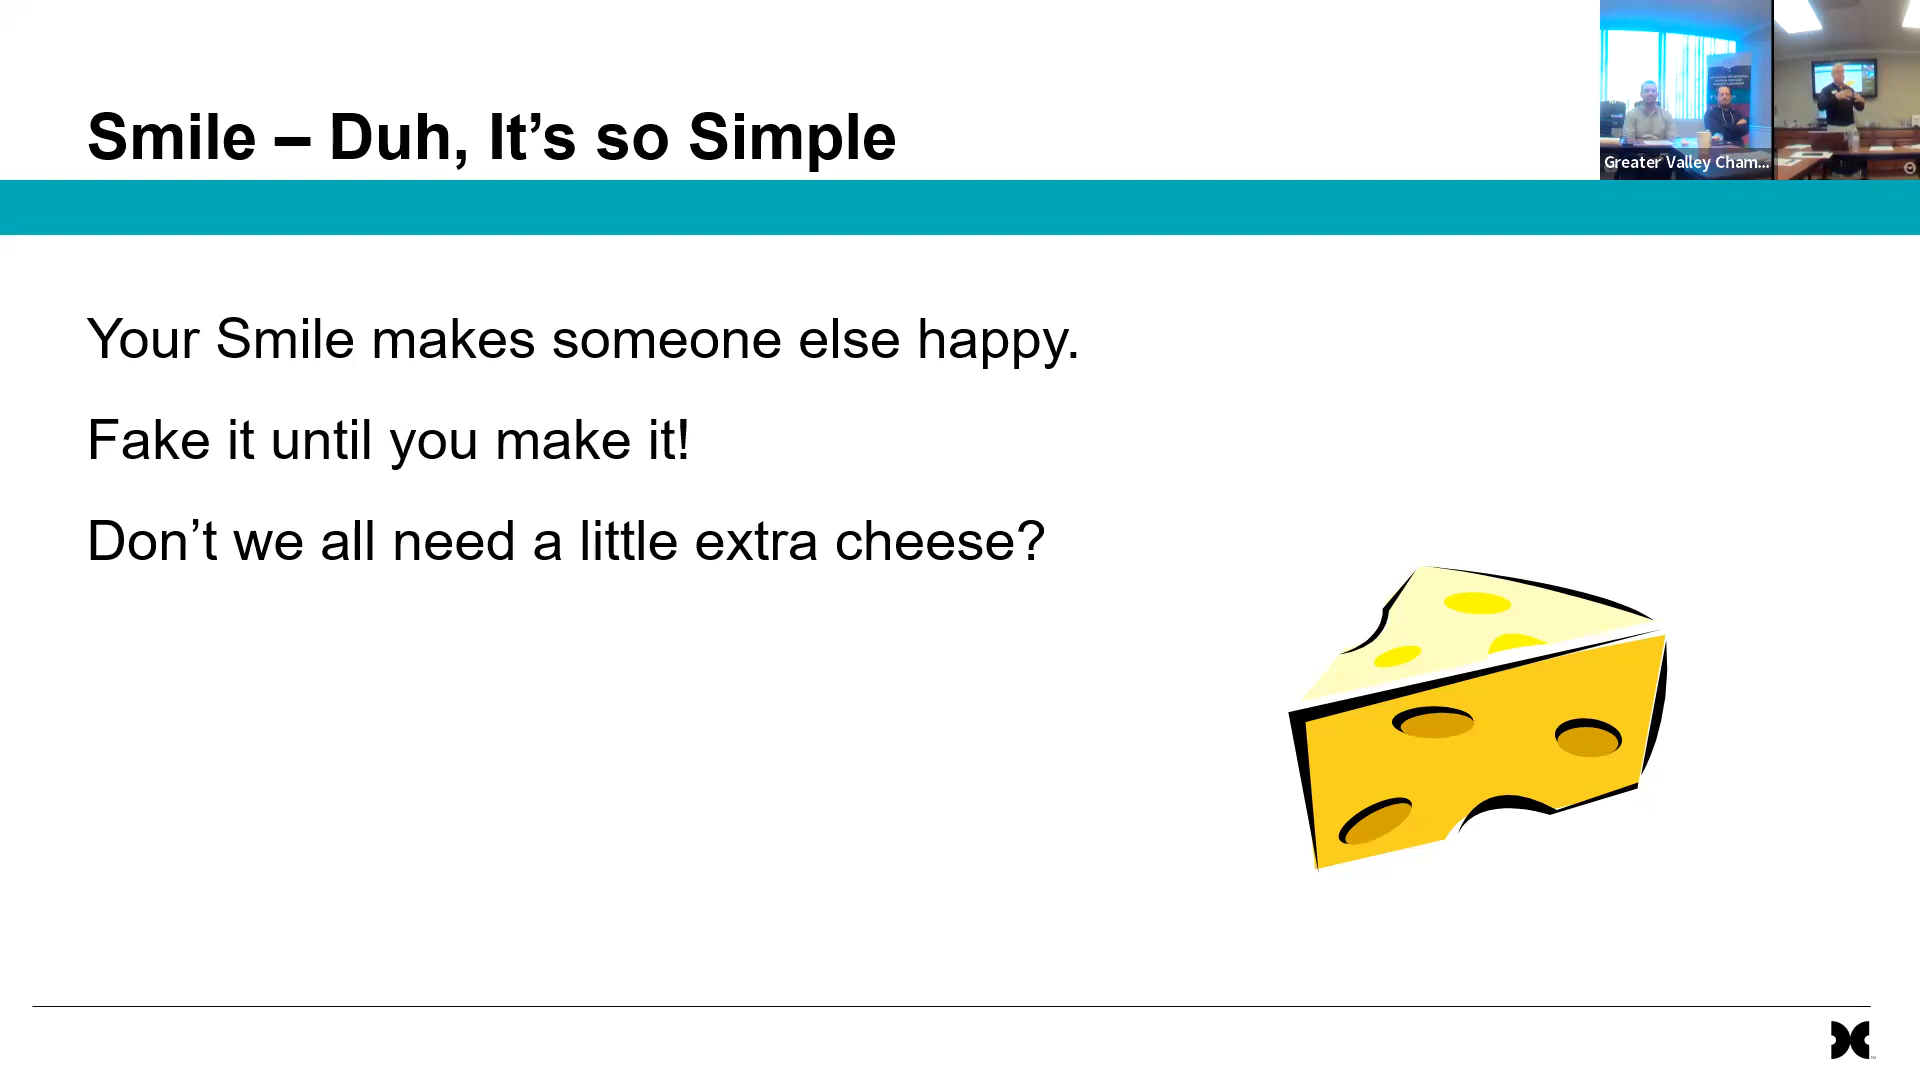 Smile – Duh, It’s so Simple
Greater Valley Cham...
Your Smile makes someone else happy.
Fake it until you make it!
Don’t we all need a little extra cheese?